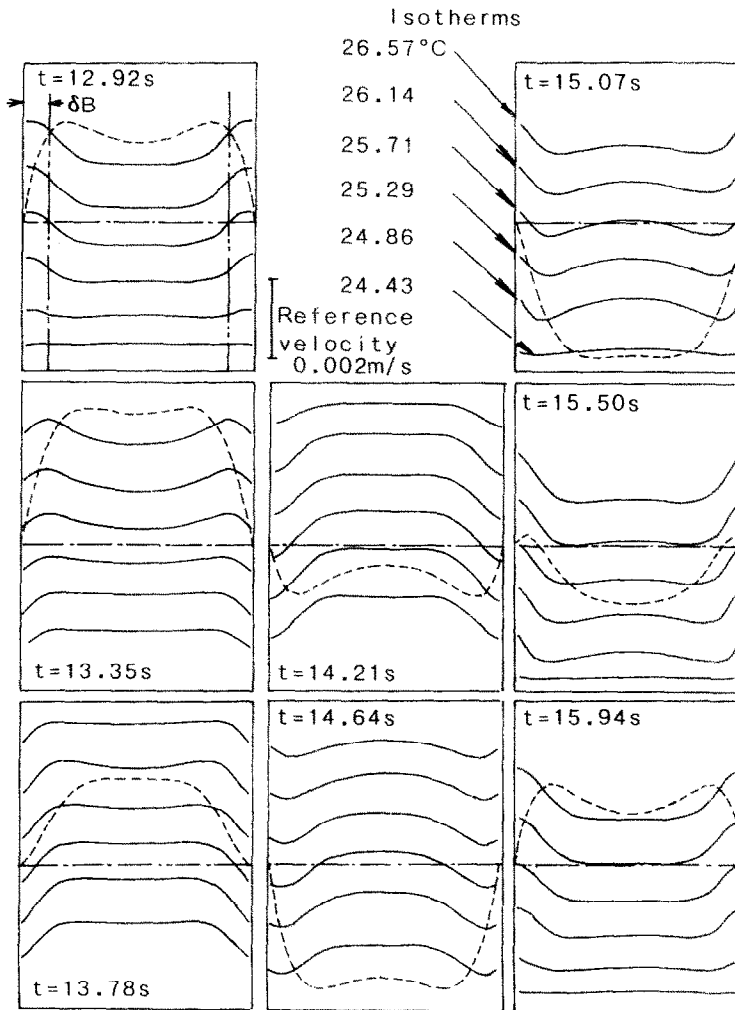 Isotherms
26.57°C
26.14
25.71
25.29
24.86
24.43
t=12.92s
δB
Reference
velocity
0.002m/s
t=15.07s
t=13.35s
t=14.21s
t=15.50s
t=13.78s
t=14.64s
t=15.94s